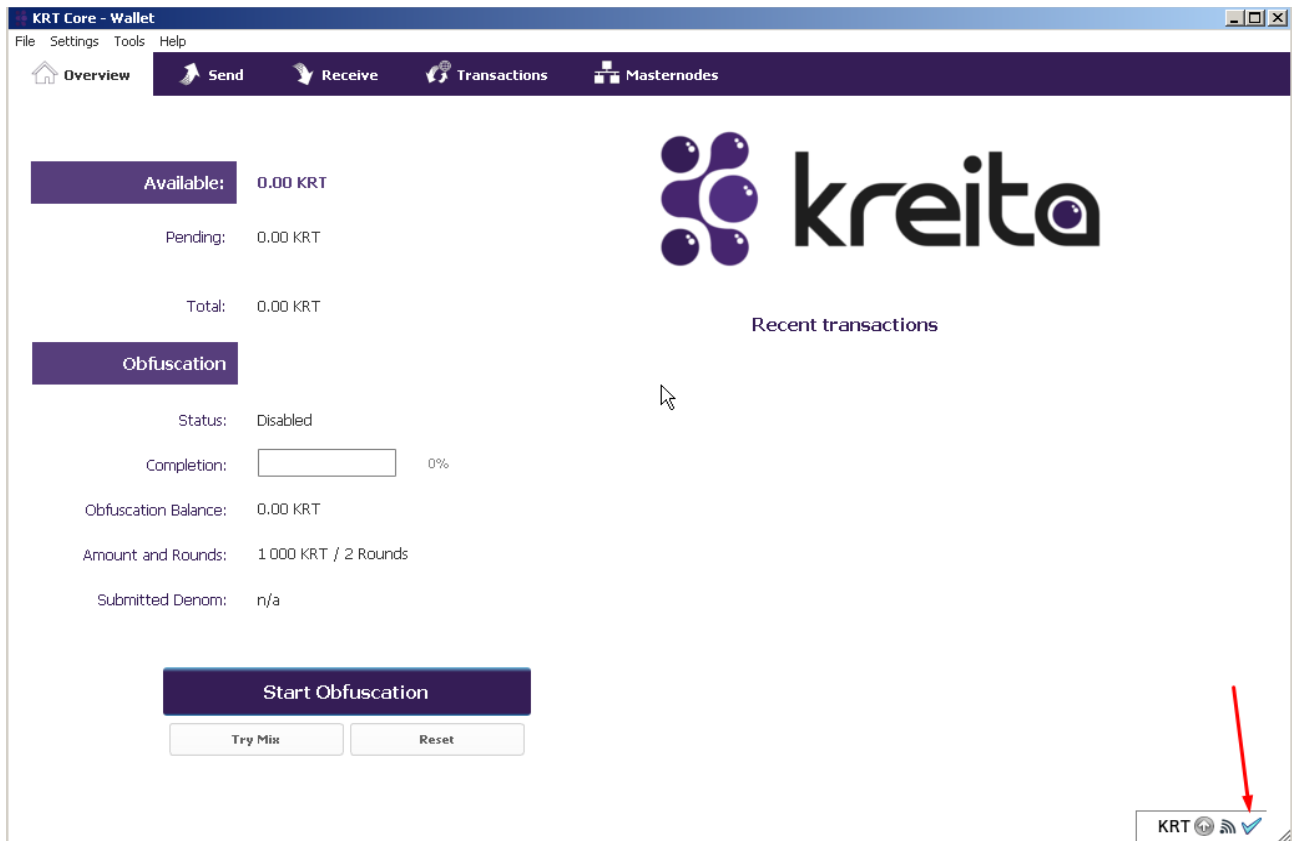 KRT Core - Wallet
File Settings Tools Help
Overview Send Receive Transactions Masternodes
kreita
Available: 0.00 KRT
Pending: 0.00 KRT
Total: 0.00 KRT
Recent transactions
Obfuscation
Status: Disabled
Completion: 0%
Obfuscation Balance: 0.00 KRT
Amount and Rounds: 1 000 KRT / 2 Rounds
Submitted Denom: n/a
Start Obfuscation
Try Mix Reset
KRT